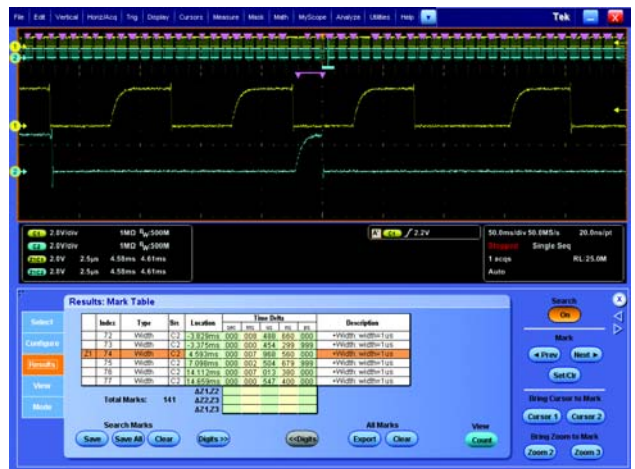 File Edit Vertical Horiz/Acq Trig Display Cursors Measure Mask Math MyScope Analyze Utilities Help Tek
1
2
1
2
C1 2.0V/div 1MΩ BW:500M
C2 2.0V/div 1MΩ BW:500M
Z1C1 2.0V 2.5µs 4.58ms 4.61ms
Z1C2 2.0V 2.5µs 4.58ms 4.61ms
A' C1 / 2.2V
50.0ms/div 50.0MS/s 20.0ns/pt
Stopped Single Seq
1 acqs RL:25.0M
Auto
Results: Mark Table
Select
Configure
Results
View
Mode
Index Type Src Location Time Delta Description
sec ms us ns ps
72 Width C2 -3.829ms 000 008 488 660 000 +Width: width=1us
73 Width C2 -3.375ms 000 000 454 299 999 +Width: width=1us
Z1 74 Width C2 4.593ms 000 007 968 560 000 +Width: width=1us
75 Width C2 7.098ms 000 002 504 679 999 +Width: width=1us
76 Width C2 14.112ms 000 007 013 380 000 +Width: width=1us
77 Width C2 14.659ms 000 000 547 400 000 +Width: width=1us
Total Marks: 141
ΔZ1,Z2
ΔZ2,Z3
ΔZ1,Z3
Search Marks
Save Save All Clear Digits >> <<Digits
All Marks
Export Clear
View
Count
Search
On
Mark
Prev Next
Set/Clr
Bring Cursor to Mark
Cursor 1 Cursor 2
Bring Zoom to Mark
Zoom 2 Zoom 3